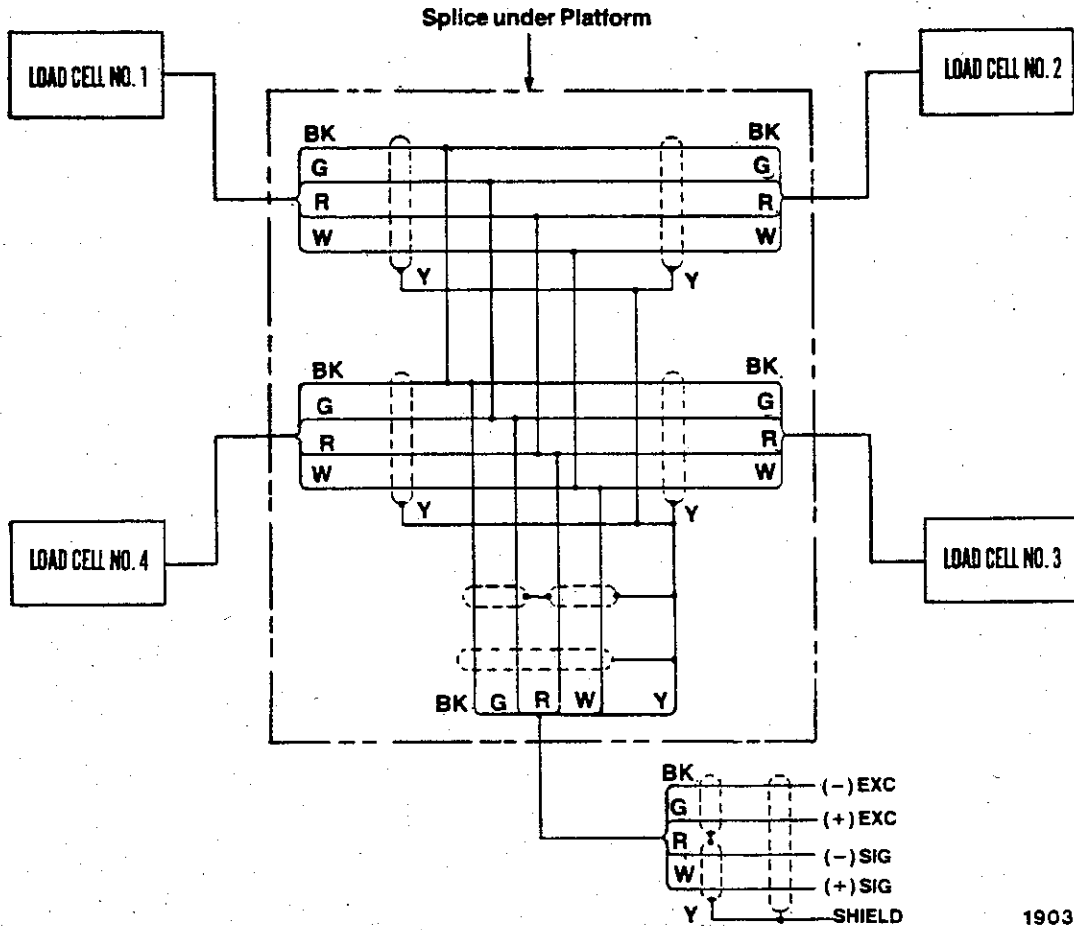 Splice under Platform
LOAD CELL NO. 1
LOAD CELL NO. 2
BK
BK
G
G
R
R
W
W
Y
Y
BK
BK
G
G
R
R
W
W
Y
Y
LOAD CELL NO. 4
LOAD CELL NO. 3
BK G R W Y
BK
(-) EXC
G
(+) EXC
R
(-) SIG
W
(+) SIG
Y
SHIELD
1903